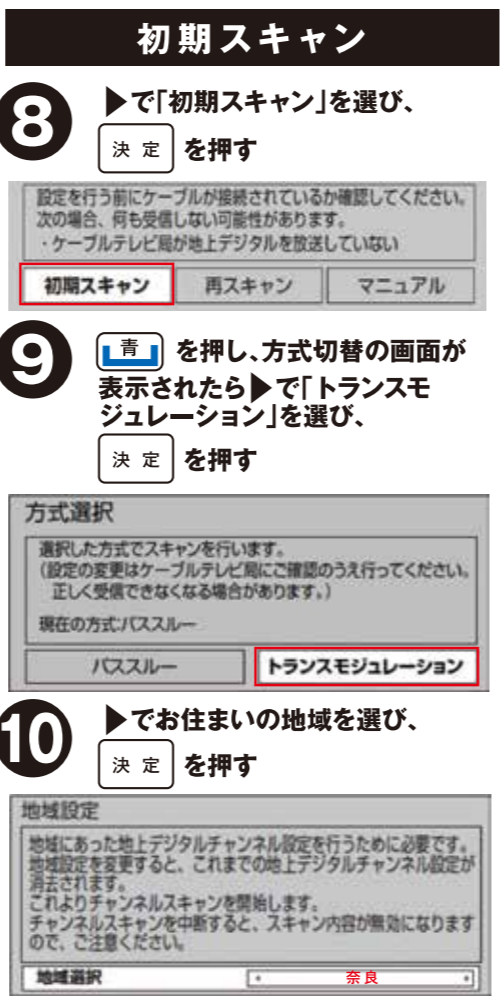 初期スキャン
8 ▶で「初期スキャン」を選び、
決定 を押す
設定を行う前にケーブルが接続されているか確認してください。
次の場合、何も受信しない可能性があります。
・ケーブルテレビ局が地上デジタルを放送していない
初期スキャン 再スキャン マニュアル
9 青 を押し、方式切替の画面が
表示されたら▶で「トランスモ
ジュレーション」を選び、
決定 を押す
方式選択
選択した方式でスキャンを行います。
(設定の変更はケーブルテレビ局にご確認のうえ行ってください。
正しく受信できなくなる場合があります。)
現在の方式:パススルー
パススルー トランスモジュレーション
10 ▶でお住まいの地域を選び、
決定 を押す
地域設定
地域にあった地上デジタルチャンネル設定を行うために必要です。
地域設定を変更すると、これまでの地上デジタルチャンネル設定が
消去されます。
これよりチャンネルスキャンを開始します。
チャンネルスキャンを中断すると、スキャン内容が無効になります
ので、ご注意ください。
地域選択 奈良